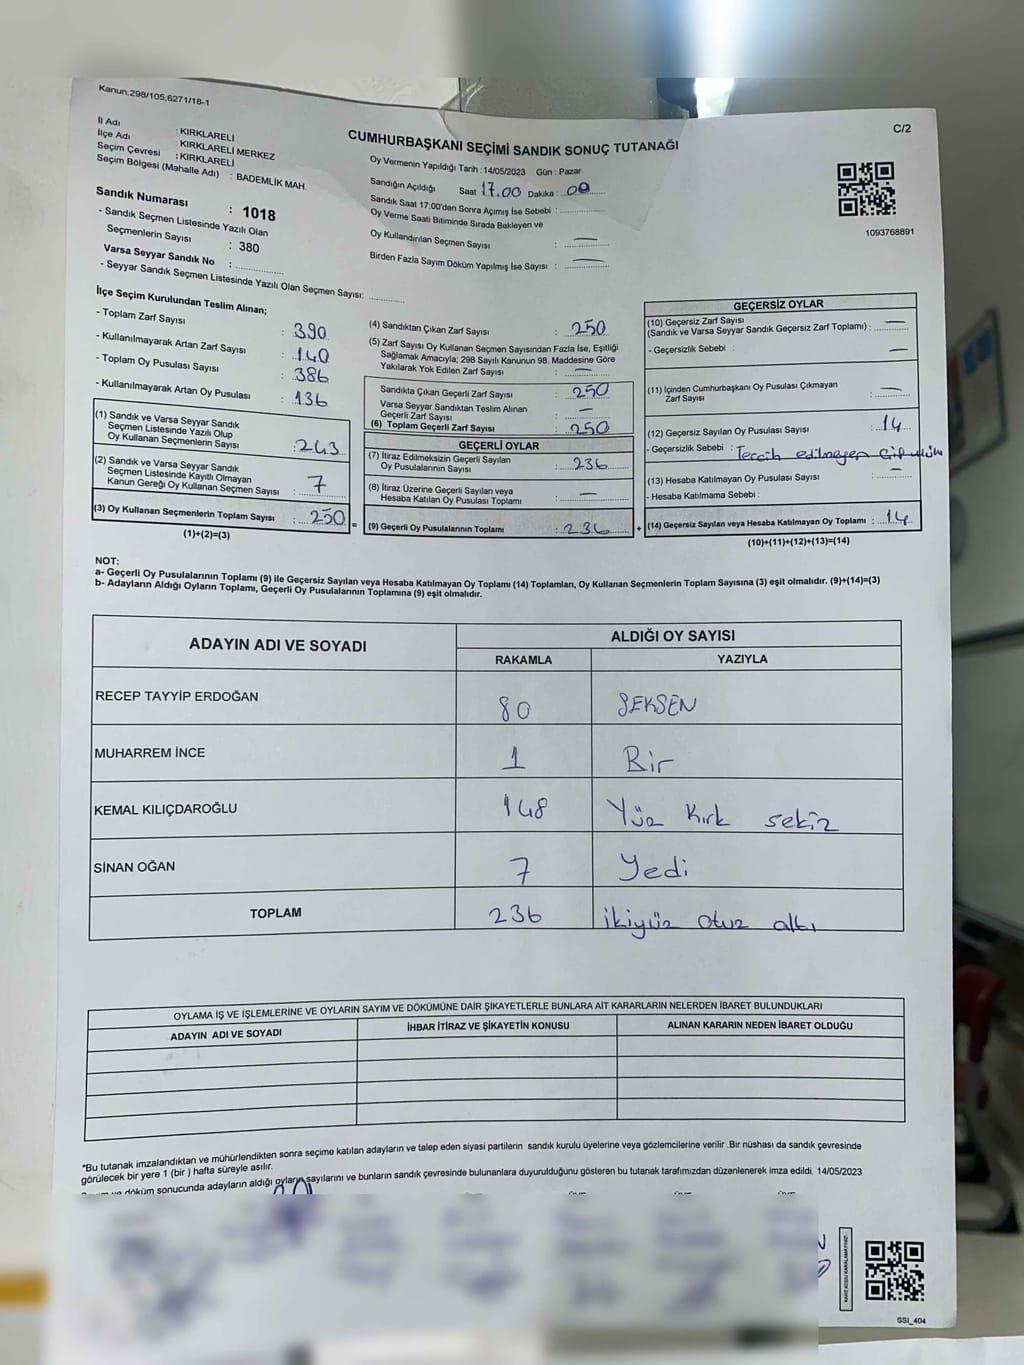 Kanun;298/105;6271/18-1
C/2
CUMHURBAŞKANI SEÇİMİ SANDIK SONUÇ TUTANAĞI
İl Adı : KIRKLARELİ
İlçe Adı : KIRKLARELİ MERKEZ
Seçim Çevresi : KIRKLARELİ
Seçim Bölgesi (Mahalle Adı) : BADEMLİK MAH.
Sandık Numarası : 1018
- Sandık Seçmen Listesinde Yazılı Olan
Seçmenlerin Sayısı : 380
Varsa Seyyar Sandık No :
- Seyyar Sandık Seçmen Listesinde Yazılı Olan Seçmen Sayısı:
Oy Vermenin Yapıldığı Tarih : 14/05/2023 Gün : Pazar
Sandığın Açıldığı Saat 17.00 Dakika : 00
Sandık Saat 17:00'den Sonra Açımış İse Sebebi :
Oy Verme Saati Bitiminde Sırada Bekleyen ve
Oy Kullandırılan Seçmen Sayısı : —
Birden Fazla Sayım Döküm Yapılmış İse Sayısı : —
1093768891
İlçe Seçim Kurulundan Teslim Alınan;
- Toplam Zarf Sayısı : 390
- Kullanılmayarak Artan Zarf Sayısı : 140
- Toplam Oy Pusulası Sayısı : 386
- Kullanılmayarak Artan Oy Pusulası : 136
(1) Sandık ve Varsa Seyyar Sandık
Seçmen Listesinde Yazılı Olup
Oy Kullanan Seçmenlerin Sayısı : 243
(2) Sandık ve Varsa Seyyar Sandık
Seçmen Listesinde Kayıtlı Olmayan
Kanun Gereği Oy Kullanan Seçmen Sayısı : 7
(3) Oy Kullanan Seçmenlerin Toplam Sayısı : 250
(1)+(2)=(3)
(4) Sandıktan Çıkan Zarf Sayısı : 250
(5) Zarf Sayısı Oy Kullanan Seçmen Sayısından Fazla İse, Eşitliği
Sağlamak Amacıyla; 298 Sayılı Kanunun 98. Maddesine Göre
Yakılarak Yok Edilen Zarf Sayısı : —
Sandıkta Çıkan Geçerli Zarf Sayısı : 250
Varsa Seyyar Sandıktan Teslim Alınan
Geçerli Zarf Sayısı : —
(6) Toplam Geçerli Zarf Sayısı : 250
GEÇERLİ OYLAR
(7) İtiraz Edilmeksizin Geçerli Sayılan
Oy Pusulalarının Sayısı : 236
(8) İtiraz Üzerine Geçerli Sayılan veya
Hesaba Katılan Oy Pusulası Toplamı : —
= (9) Geçerli Oy Pusulalarının Toplamı : 236 +
GEÇERSİZ OYLAR
(10) Geçersiz Zarf Sayısı
(Sandık ve Varsa Seyyar Sandık Geçersiz Zarf Toplamı) : —
- Geçersizlik Sebebi : —
(11) İçinden Cumhurbaşkanı Oy Pusulası Çıkmayan
Zarf Sayısı : —
(12) Geçersiz Sayılan Oy Pusulası Sayısı : 14
- Geçersizlik Sebebi : Tercih edilmeyen
(13) Hesaba Katılmayan Oy Pusulası Sayısı : —
- Hesaba Katılmama Sebebi :
(14) Geçersiz Sayılan veya Hesaba Katılmayan Oy Toplamı : 14
(10)+(11)+(12)+(13)=(14)
NOT:
a- Geçerli Oy Pusulalarının Toplamı (9) ile Geçersiz Sayılan veya Hesaba Katılmayan Oy Toplamı (14) Toplamları, Oy Kullanan Seçmenlerin Toplam Sayısına (3) eşit olmalıdır. (9)+(14)=(3)
b- Adayların Aldığı Oyların Toplamı, Geçerli Oy Pusulalarının Toplamına (9) eşit olmalıdır.
ADAYIN ADI VE SOYADI
ALDIĞI OY SAYISI
RAKAMLA YAZIYLA
RECEP TAYYİP ERDOĞAN 80 SEKSEN
MUHARREM İNCE 1 Bir
KEMAL KILIÇDAROĞLU 148 Yüz Kırk sekiz
SİNAN OĞAN 7 Yedi
TOPLAM 236 ikiyüz otuz altı
OYLAMA İŞ VE İŞLEMLERİNE VE OYLARIN SAYIM VE DÖKÜMÜNE DAİR ŞİKAYETLERLE BUNLARA AİT KARARLARIN NELERDEN İBARET BULUNDUKLARI
ADAYIN ADI VE SOYADI İHBAR İTİRAZ VE ŞİKAYETİN KONUSU ALINAN KARARIN NEDEN İBARET OLDUĞU
*Bu tutanak imzalandıktan ve mühürlendikten sonra seçime katılan adayların ve talep eden siyasi partilerin sandık kurulu üyelerine veya gözlemcilerine verilir .Bir nüshası da sandık çevresinde
görülecek bir yere 1 (bir ) hafta süreyle asılır.
ve döküm sonucunda adayların aldığı oyların sayılarını ve bunların sandık çevresinde bulunanlara duyurulduğunu gösteren bu tutanak tarafımızdan düzenlenerek imza edildi. 14/05/2023
KARE KODU KARALAMAYINIZ!
SSI_404